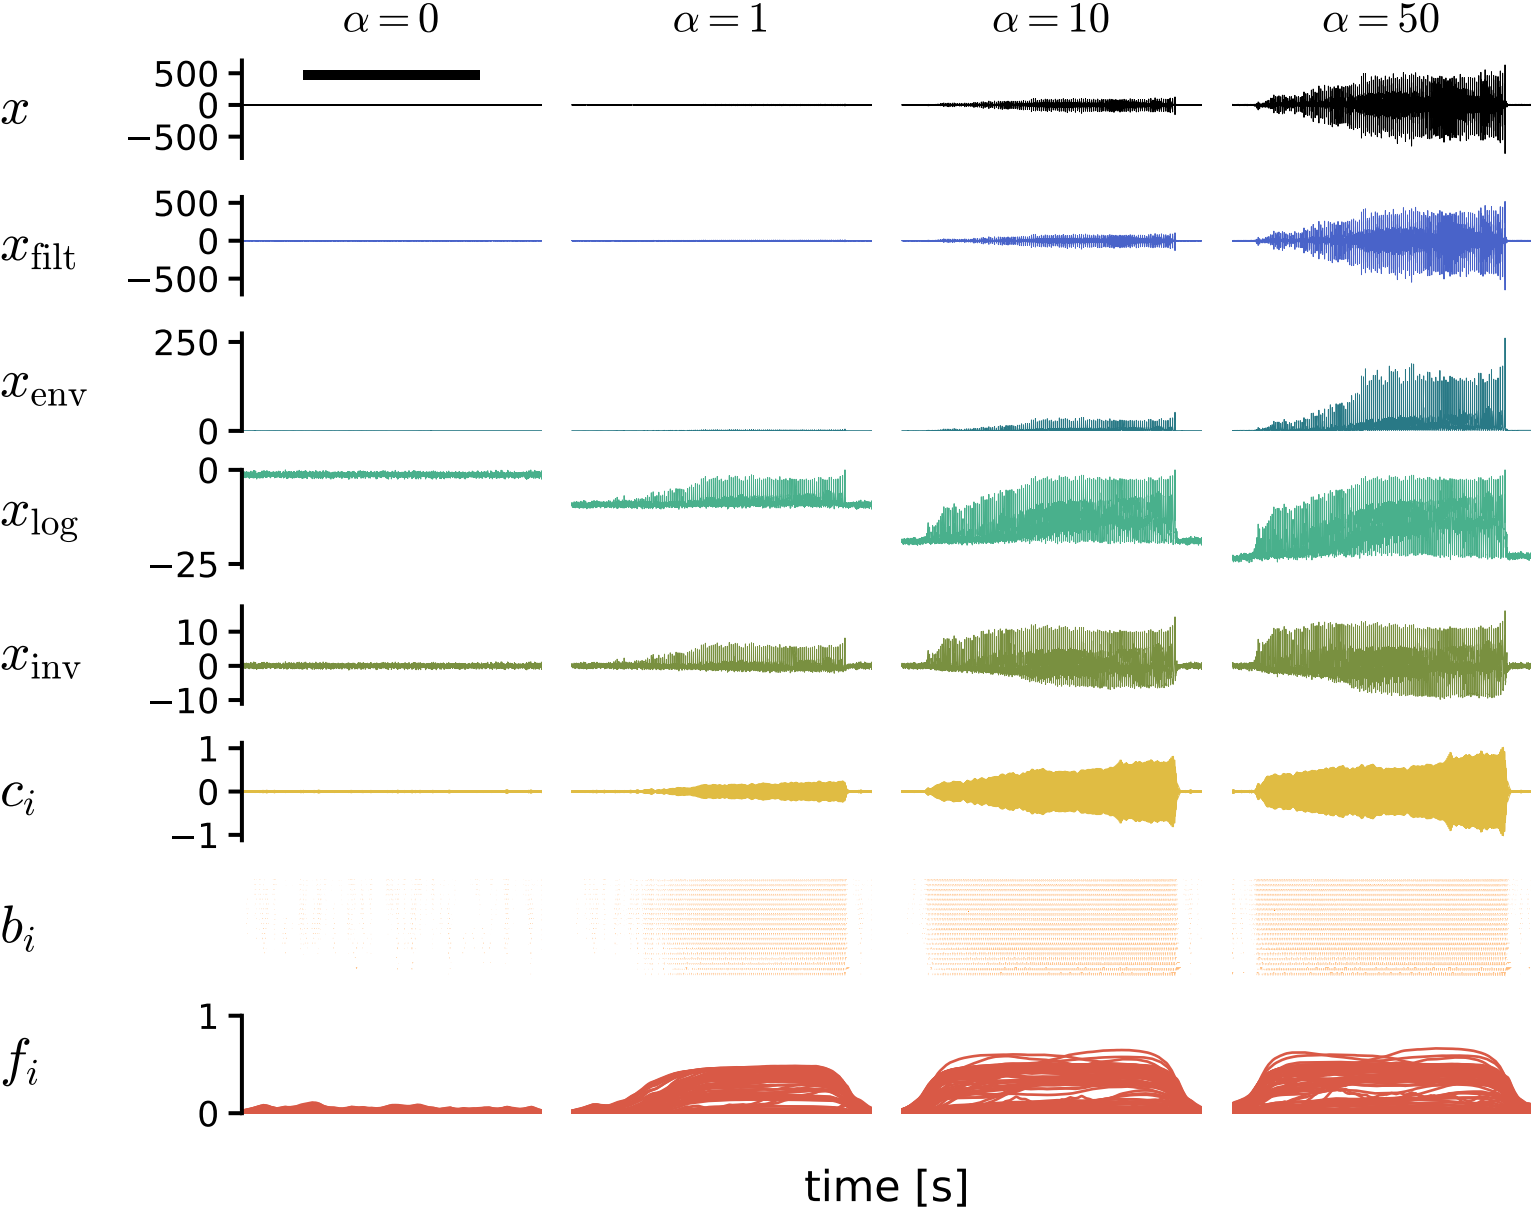 α = 0 α = 1 α = 10 α = 50
x 500 0 −500
x_filt 500 0 −500
x_env 250 0
x_log 0 −25
x_inv 10 0 −10
c_i 1 0 −1
b_i
f_i 1 0
time [s]